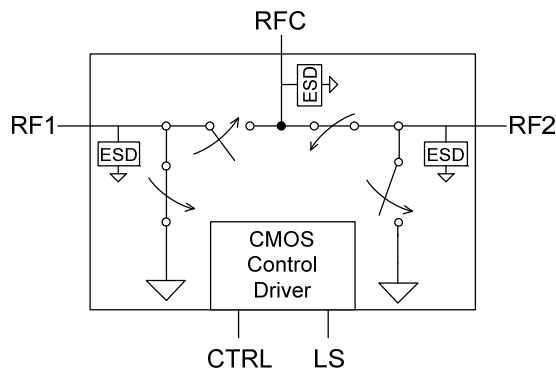 RFC
ESD
RF1
RF2
ESD
ESD
CMOS
Control
Driver
CTRL
LS